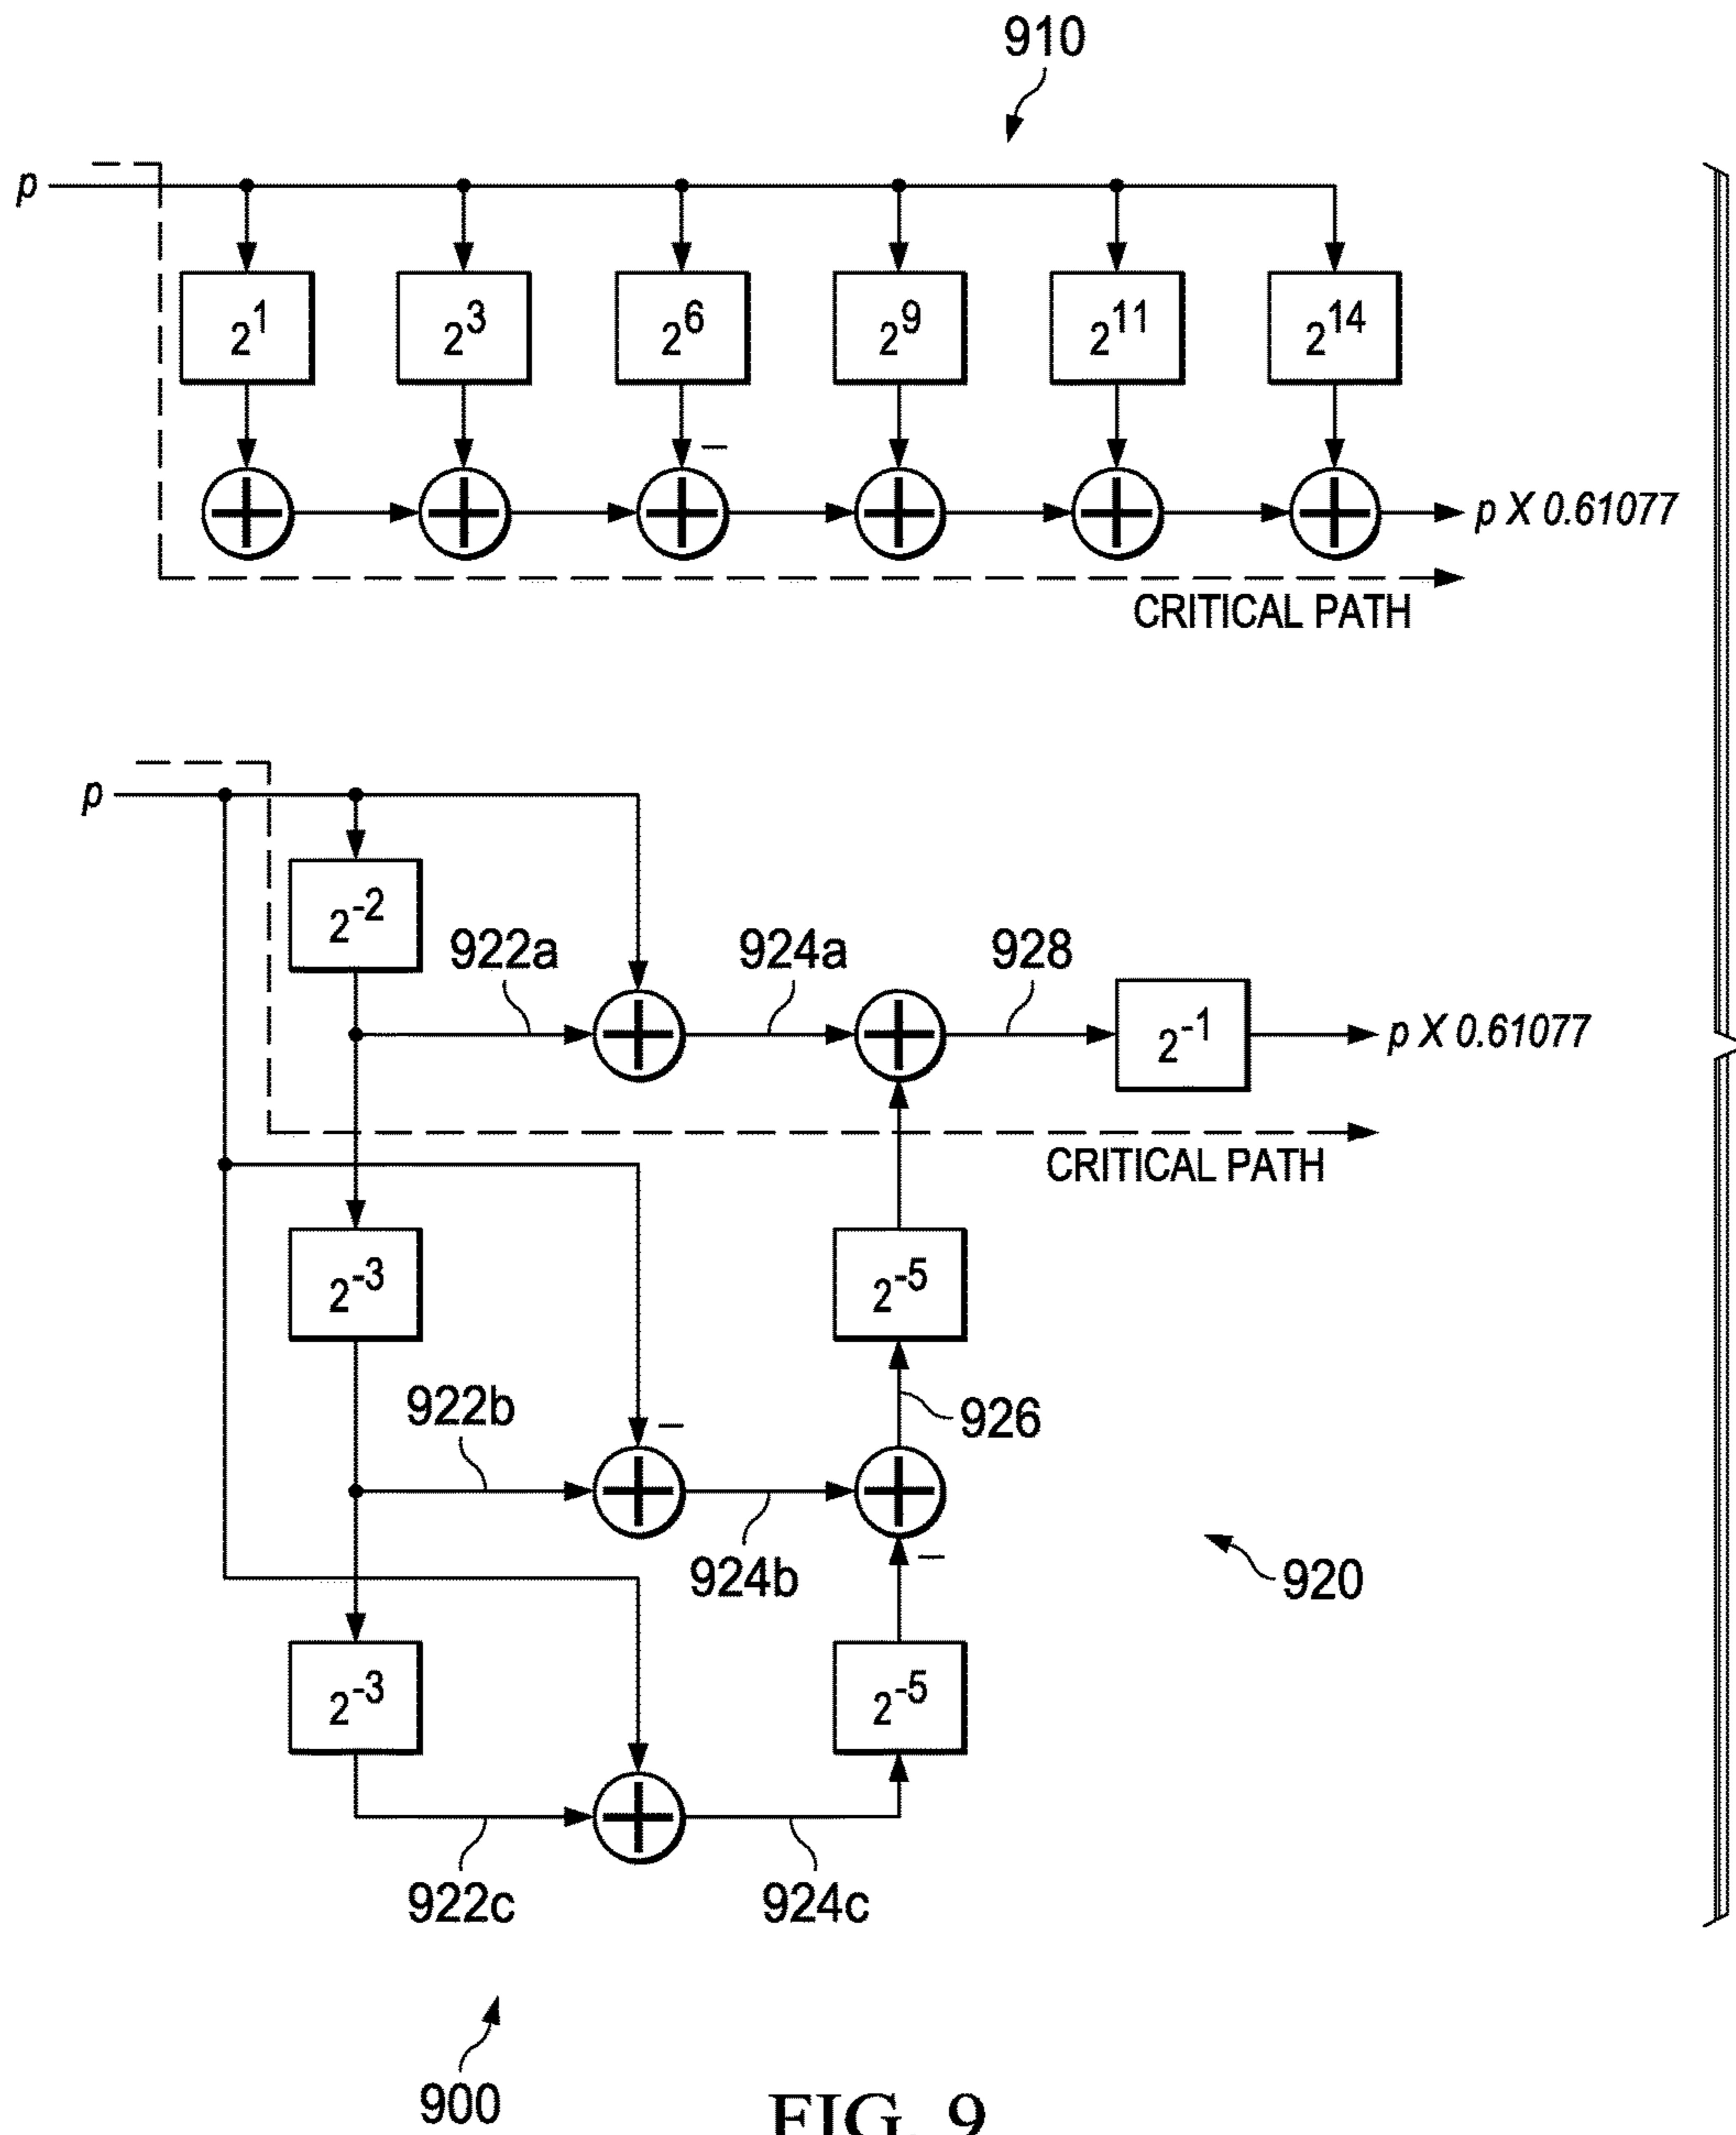 910
p
2^1 2^3 2^6 2^9 2^11 2^14
–
p X 0.61077
CRITICAL PATH
p
2^-2
922a 924a 928
2^-1
p X 0.61077
CRITICAL PATH
2^-3 2^-5
922b – 926
924b – 920
2^-3 2^-5
922c 924c
900
FIG. 9